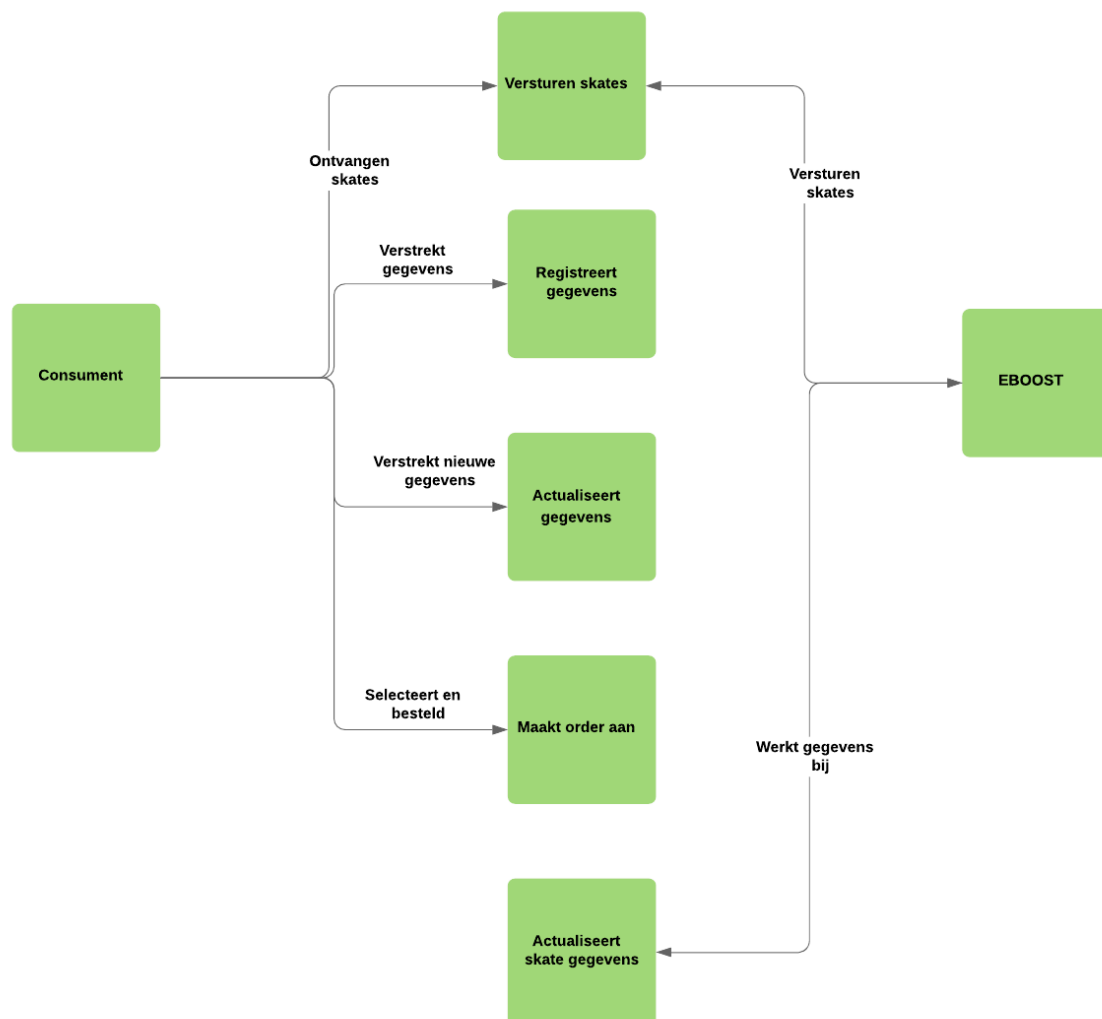 Versturen skates
Ontvangen
skates
Versturen
skates
Verstrekt
gegevens
Registreert
gegevens
Consument
EBOOST
Verstrekt nieuwe
gegevens
Actualiseert
gegevens
Selecteert en
besteld
Maakt order aan
Werkt gegevens
bij
Actualiseert
skate gegevens